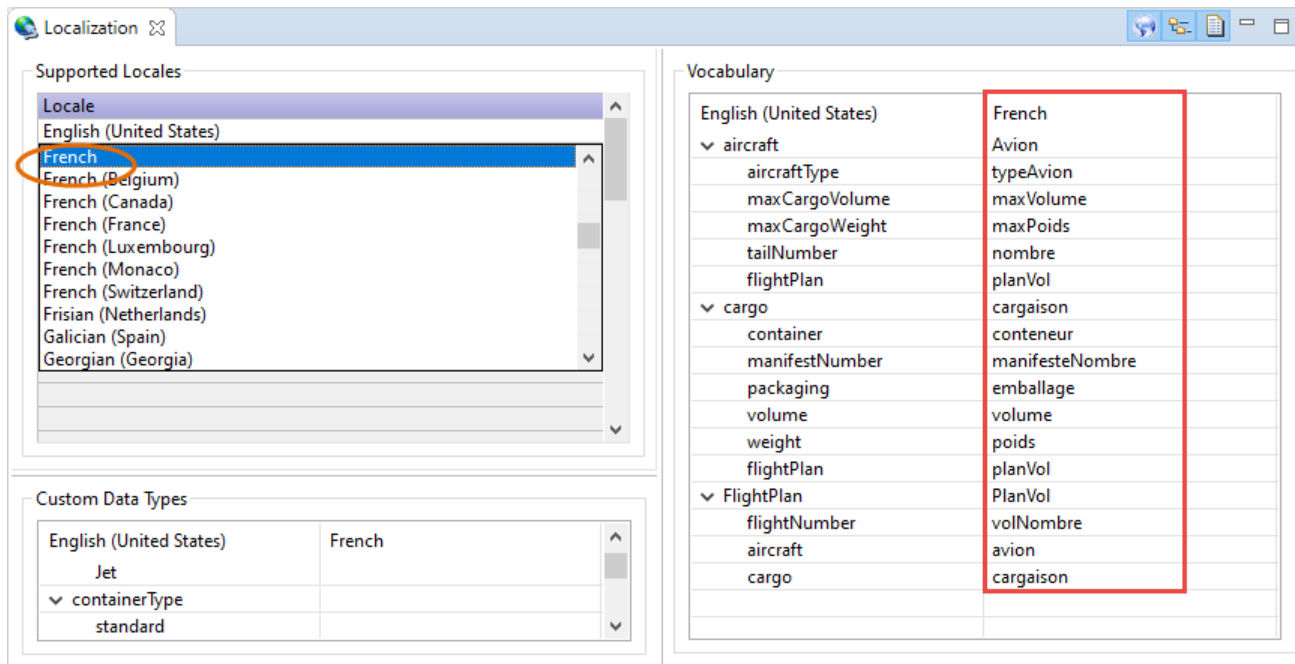 Localization
Supported Locales
Locale
English (United States)
French
French (Belgium)
French (Canada)
French (France)
French (Luxembourg)
French (Monaco)
French (Switzerland)
Frisian (Netherlands)
Galician (Spain)
Georgian (Georgia)
Custom Data Types
English (United States) French
Jet
containerType
standard
Vocabulary
English (United States) French
aircraft Avion
aircraftType typeAvion
maxCargoVolume maxVolume
maxCargoWeight maxPoids
tailNumber nombre
flightPlan planVol
cargo cargaison
container conteneur
manifestNumber manifesteNombre
packaging emballage
volume volume
weight poids
flightPlan planVol
FlightPlan PlanVol
flightNumber volNombre
aircraft avion
cargo cargaison